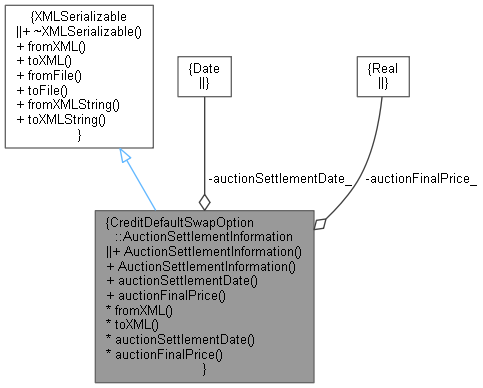 {XMLSerializable
||+ ~XMLSerializable()
+ fromXML()
+ toXML()
+ fromFile()
+ toFile()
+ fromXMLString()
+ toXMLString()
}
{Date
||}
{Real
||}
-auctionSettlementDate_
-auctionFinalPrice_
{CreditDefaultSwapOption
::AuctionSettlementInformation
||+ AuctionSettlementInformation()
+ AuctionSettlementInformation()
+ auctionSettlementDate()
+ auctionFinalPrice()
* fromXML()
* toXML()
* auctionSettlementDate()
* auctionFinalPrice()
}